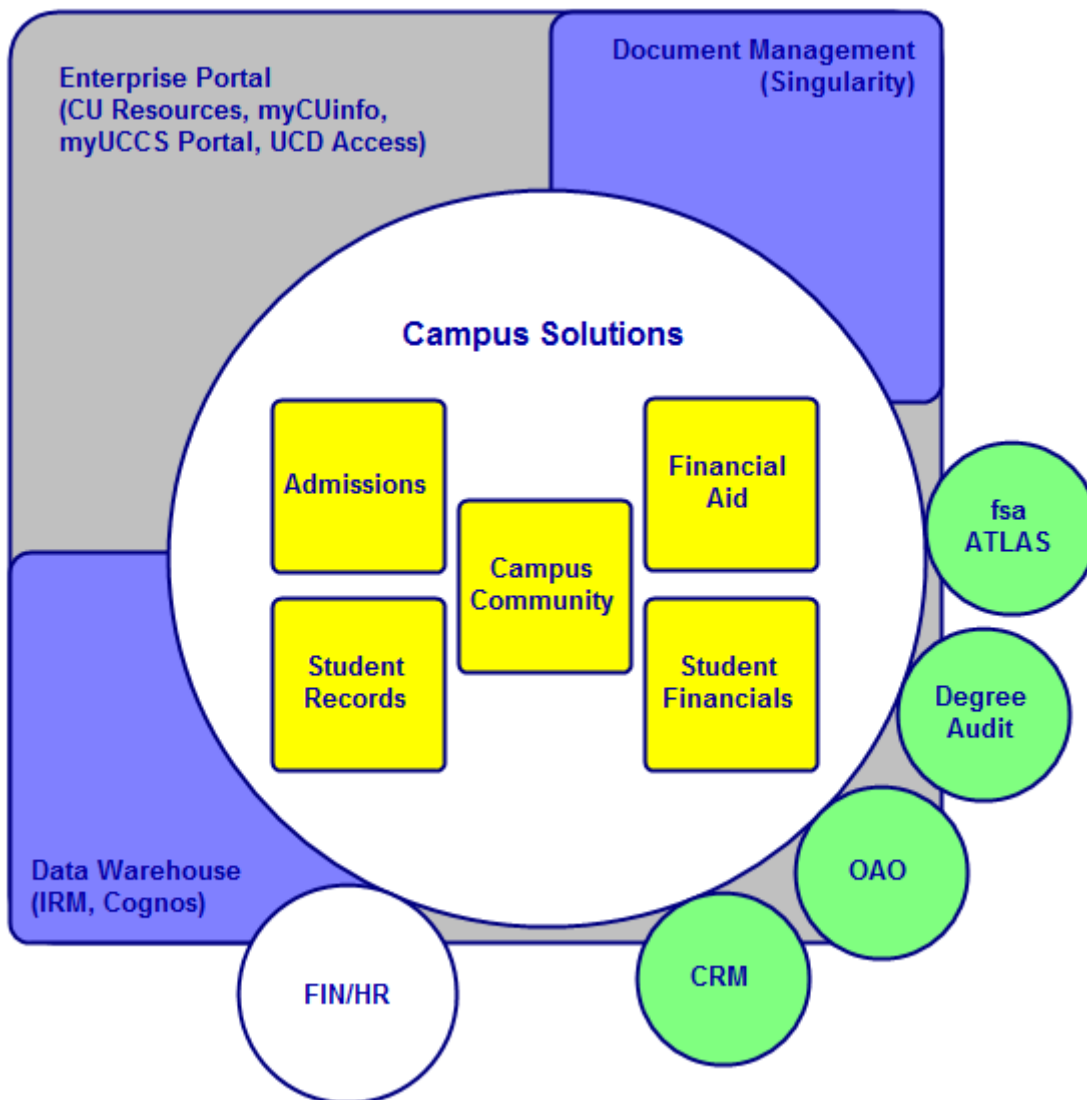 Enterprise Portal
(CU Resources, myCUinfo,
myUCCS Portal, UCD Access)
Document Management
(Singularity)
Campus Solutions
Admissions
Financial
Aid
Campus
Community
Student
Records
Student
Financials
fsa
ATLAS
Degree
Audit
OAO
CRM
FIN/HR
Data Warehouse
(IRM, Cognos)